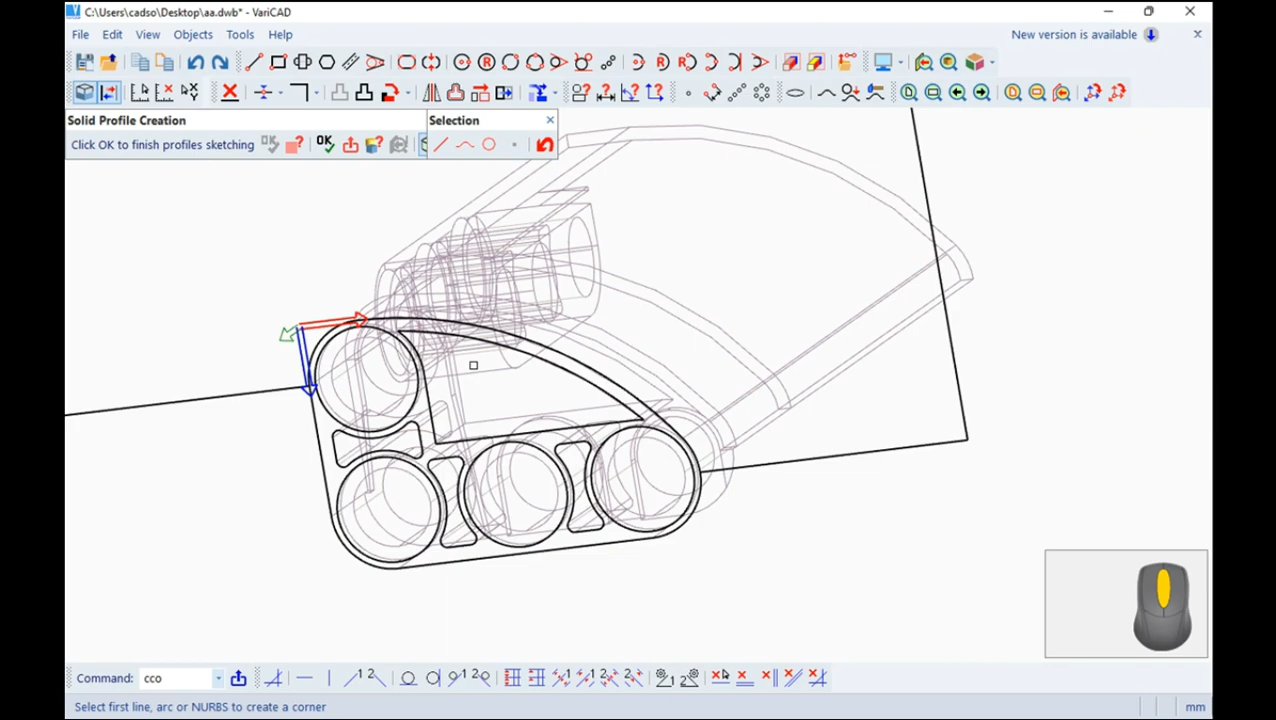 C:\Users\cadso\Desktop\aa.dwb* - VariCAD
File Edit View Objects Tools Help
New version is available
Solid Profile Creation
Selection
Click OK to finish profiles sketching
OK
OK
Command: cco
Select first line, arc or NURBS to create a corner
mm